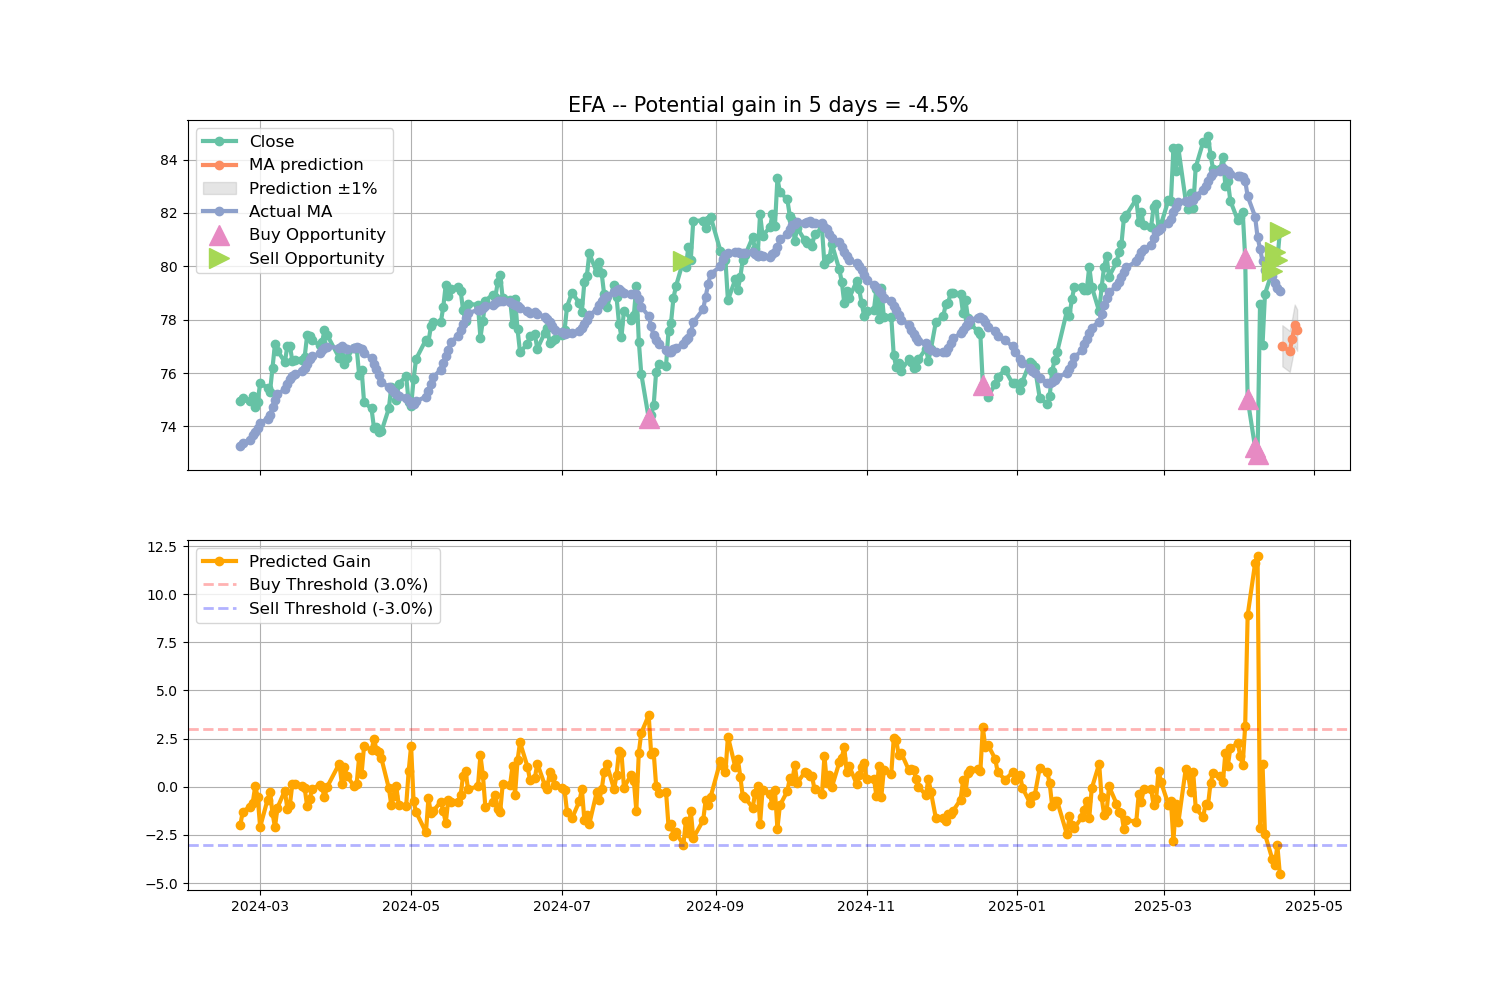 EFA -- Potential gain in 5 days = -4.5%
Close
MA prediction
Prediction ±1%
Actual MA
Buy Opportunity
Sell Opportunity
84
82
80
78
76
74
Predicted Gain
Buy Threshold (3.0%)
Sell Threshold (-3.0%)
12.5
10.0
7.5
5.0
2.5
0.0
−2.5
−5.0
2024-03 2024-05 2024-07 2024-09 2024-11 2025-01 2025-03 2025-05